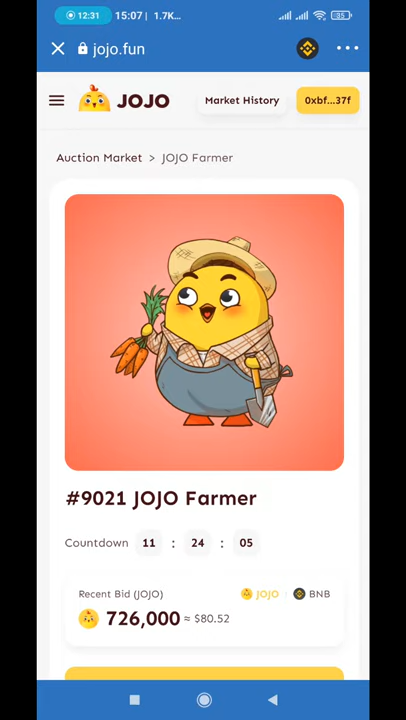 12:31 15:07 | 1.7K... 35
jojo.fun
JOJO Market History 0xbf...37f
Auction Market > JOJO Farmer
#9021 JOJO Farmer
Countdown 11 : 24 : 05
Recent Bid (JOJO) JOJO BNB
726,000 ≈ $80.52